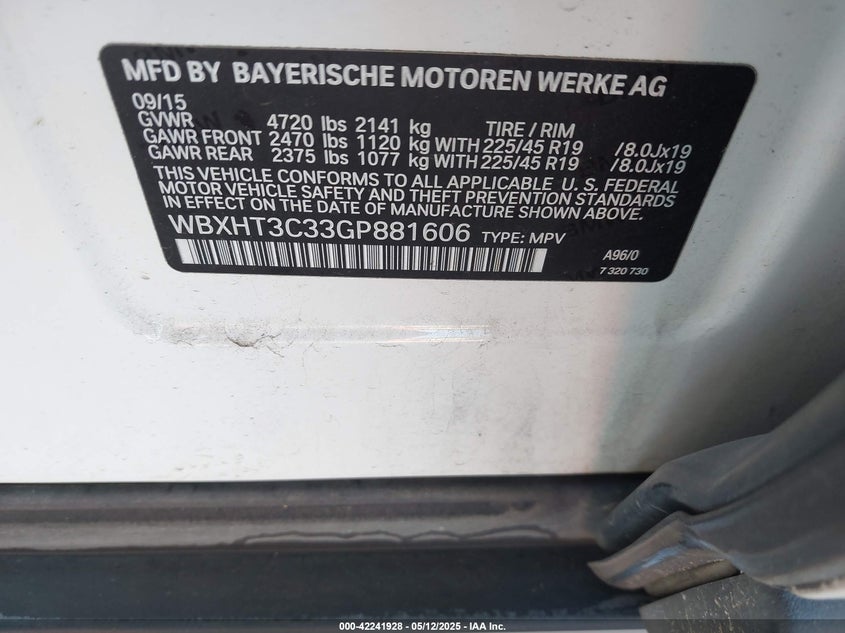 MFD BY BAYERISCHE MOTOREN WERKE AG
09/15
GVWR 4720 lbs 2141 kg TIRE / RIM
GAWR FRONT 2470 lbs 1120 kg WITH 225/45 R19 /8.0Jx19
GAWR REAR 2375 lbs 1077 kg WITH 225/45 R19 /8.0Jx19
THIS VEHICLE CONFORMS TO ALL APPLICABLE U. S. FEDERAL
MOTOR VEHICLE SAFETY AND THEFT PREVENTION STANDARDS
IN EFFECT ON THE DATE OF MANUFACTURE SHOWN ABOVE.
WBXHT3C33GP881606 TYPE: MPV
A96/0
7 320 730
000-42241928 - 05/12/2025 - IAA Inc.